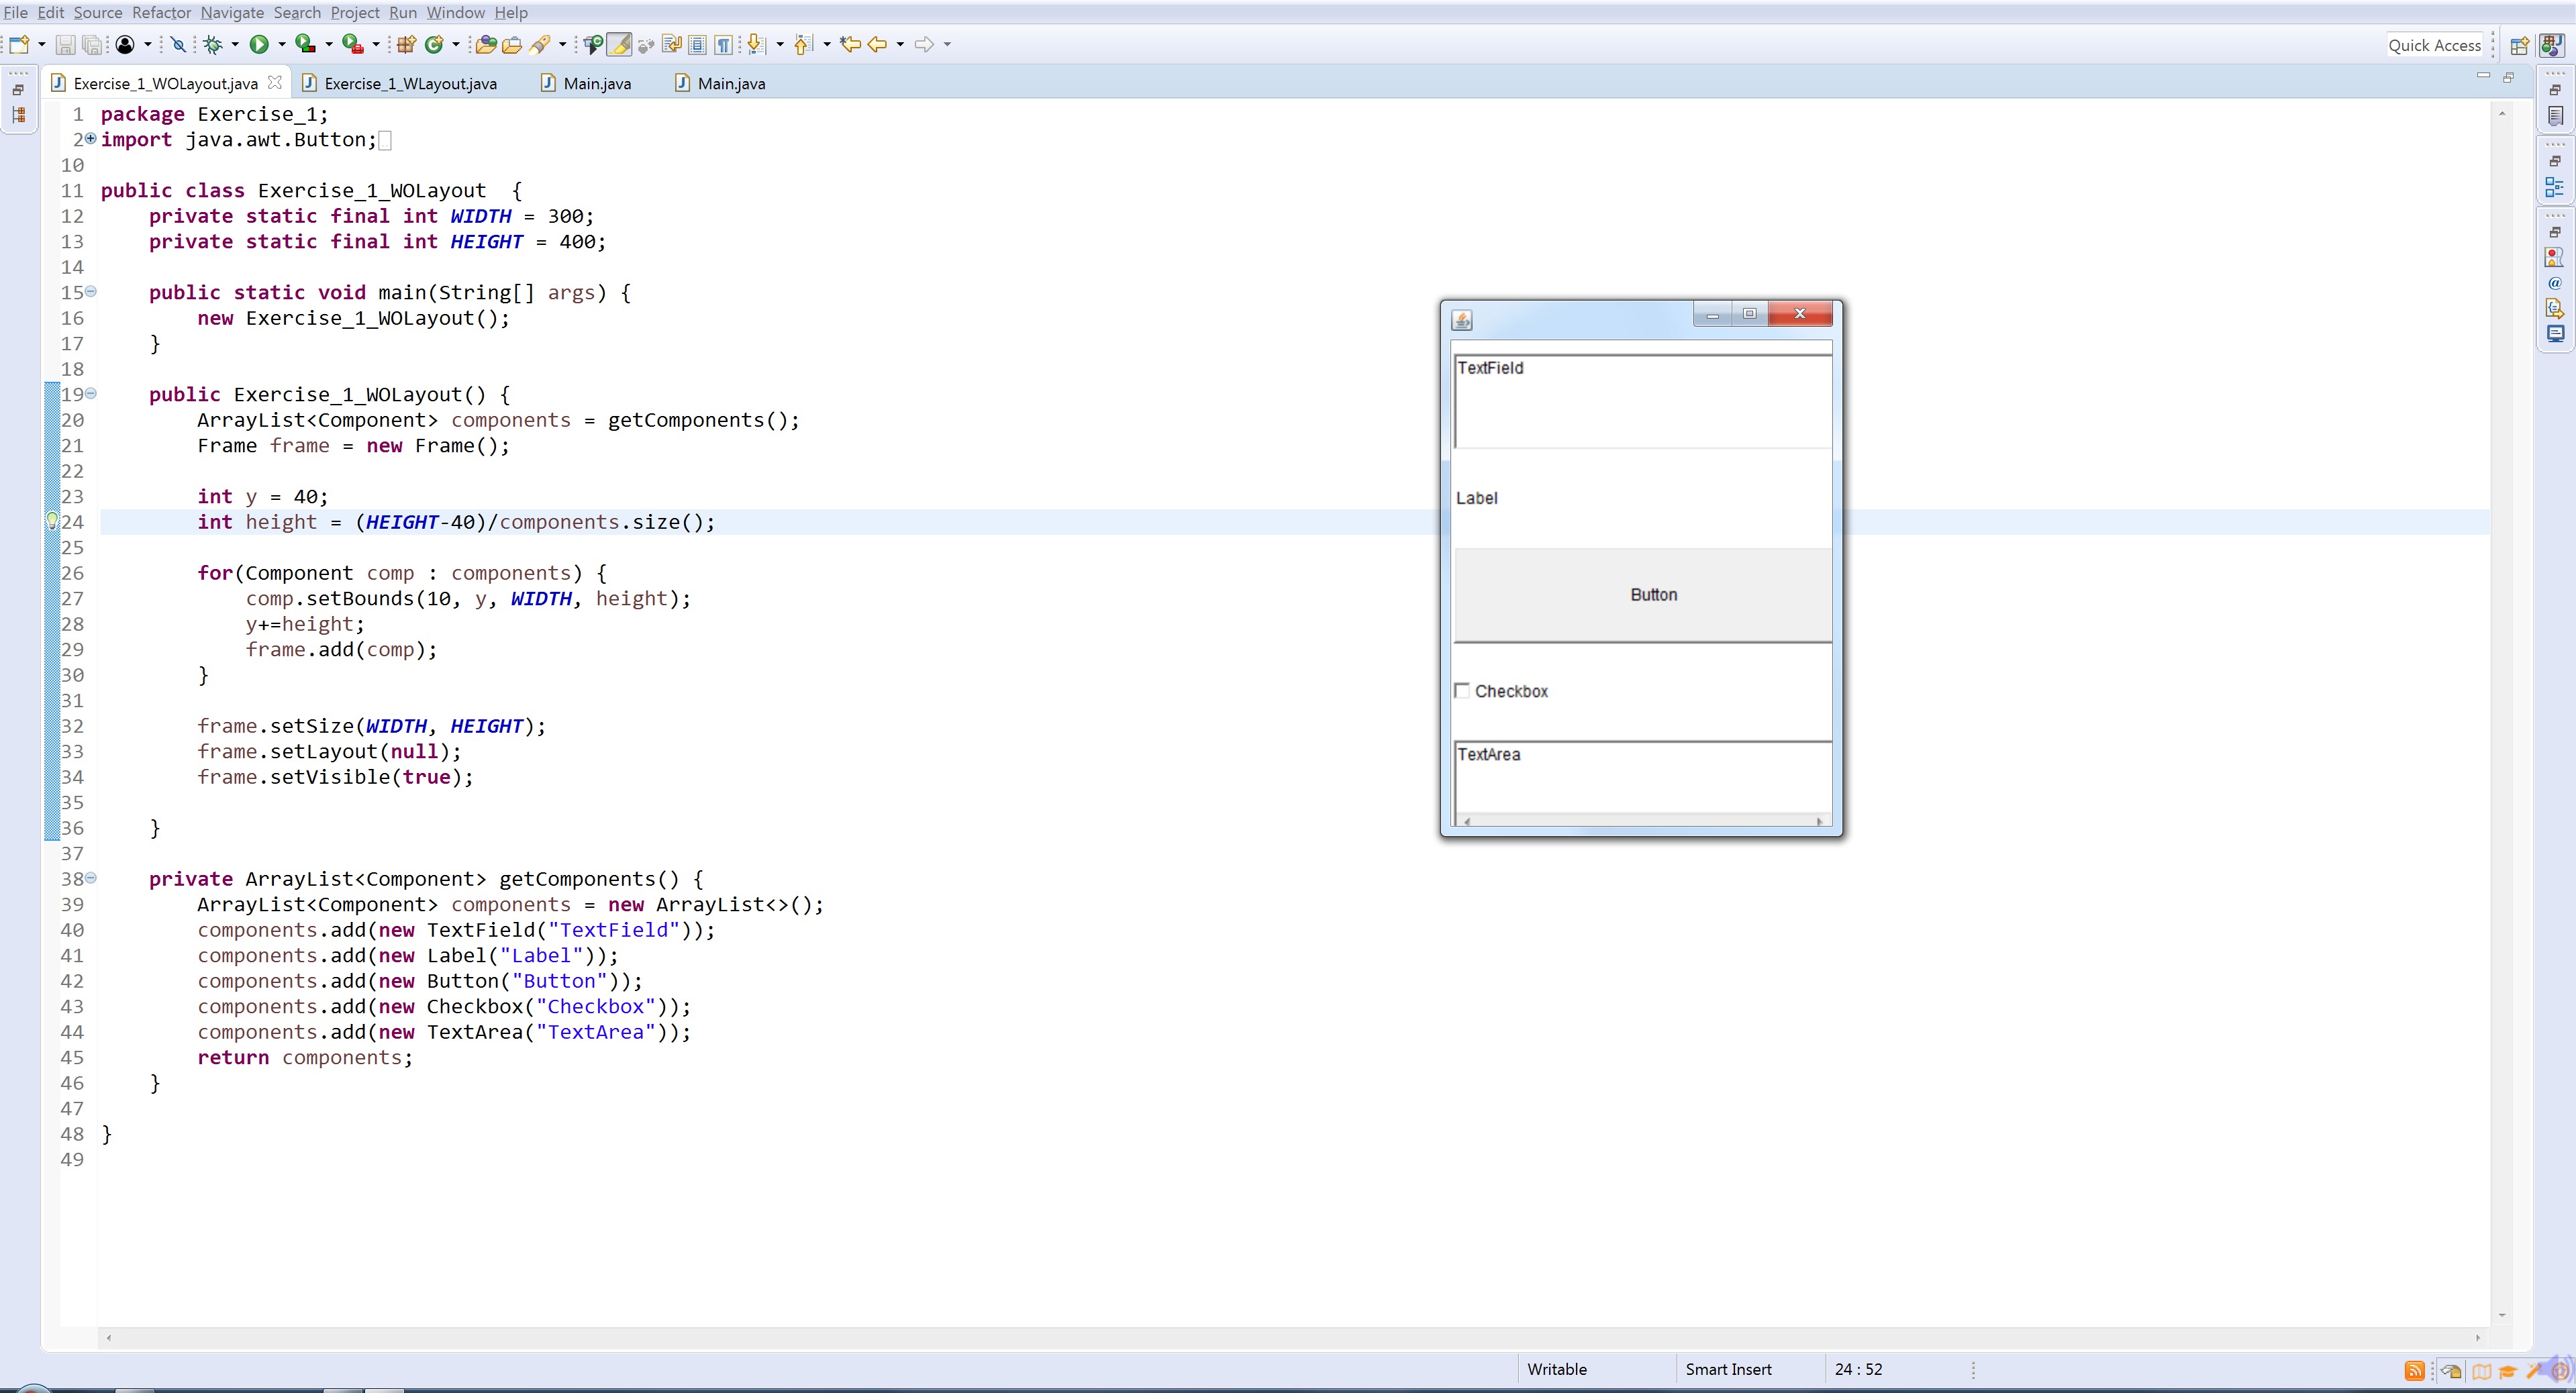 File Edit Source Refactor Navigate Search Project Run Window Help
Quick Access
Exercise_1_WOLayout.java Exercise_1_WLayout.java Main.java Main.java
1 package Exercise_1;
2 import java.awt.Button;
10
11 public class Exercise_1_WOLayout  {
12     private static final int WIDTH = 300;
13     private static final int HEIGHT = 400;
14
15     public static void main(String[] args) {
16         new Exercise_1_WOLayout();
17     }
18
19     public Exercise_1_WOLayout() {
20         ArrayList<Component> components = getComponents();
21         Frame frame = new Frame();
22
23         int y = 40;
24         int height = (HEIGHT-40)/components.size();
25
26         for(Component comp : components) {
27             comp.setBounds(10, y, WIDTH, height);
28             y+=height;
29             frame.add(comp);
30         }
31
32         frame.setSize(WIDTH, HEIGHT);
33         frame.setLayout(null);
34         frame.setVisible(true);
35
36     }
37
38     private ArrayList<Component> getComponents() {
39         ArrayList<Component> components = new ArrayList<>();
40         components.add(new TextField("TextField"));
41         components.add(new Label("Label"));
42         components.add(new Button("Button"));
43         components.add(new Checkbox("Checkbox"));
44         components.add(new TextArea("TextArea"));
45         return components;
46     }
47
48 }
49
TextField
Label
Button
Checkbox
TextArea
Writable Smart Insert 24 : 52